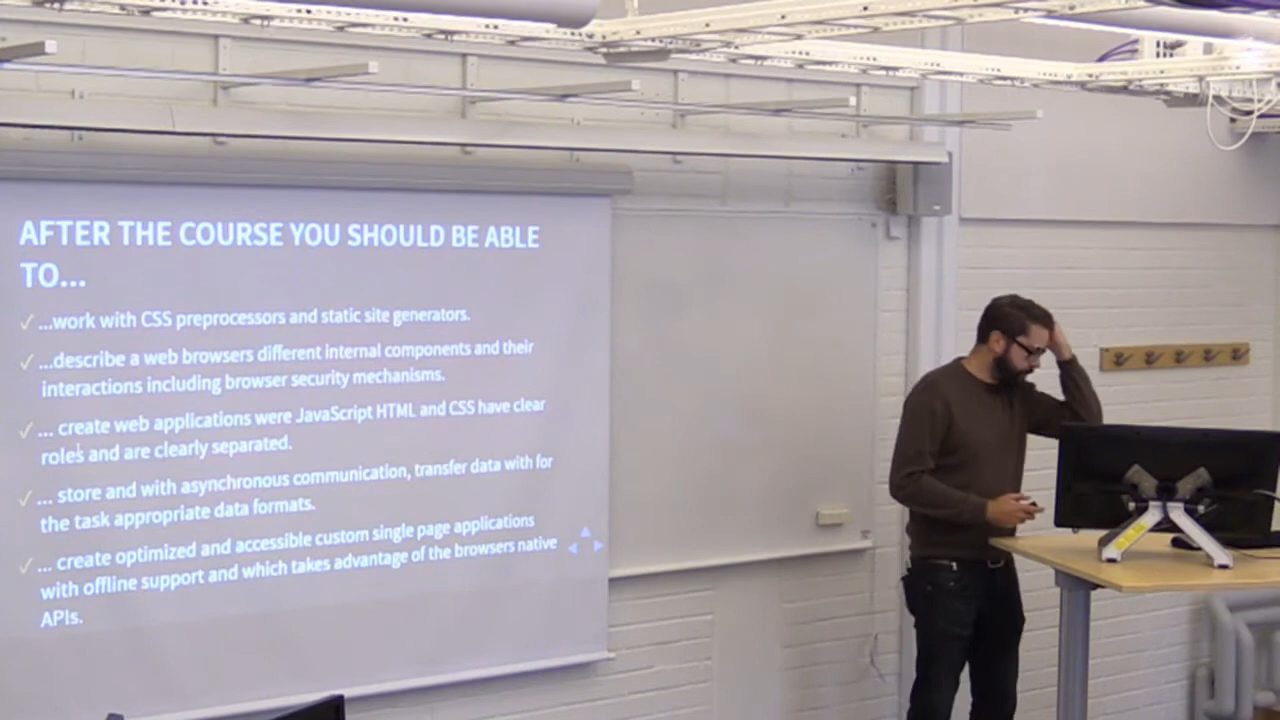 AFTER THE COURSE YOU SHOULD BE ABLE
TO...
✓ ...work with CSS preprocessors and static site generators.
✓ ...describe a web browsers different internal components and their
interactions including browser security mechanisms.
✓ ... create web applications were JavaScript HTML and CSS have clear
roles and are clearly separated.
✓ ... store and with asynchronous communication, transfer data with for
the task appropriate data formats.
✓ ... create optimized and accessible custom single page applications
with offline support and which takes advantage of the browsers native
APIs.